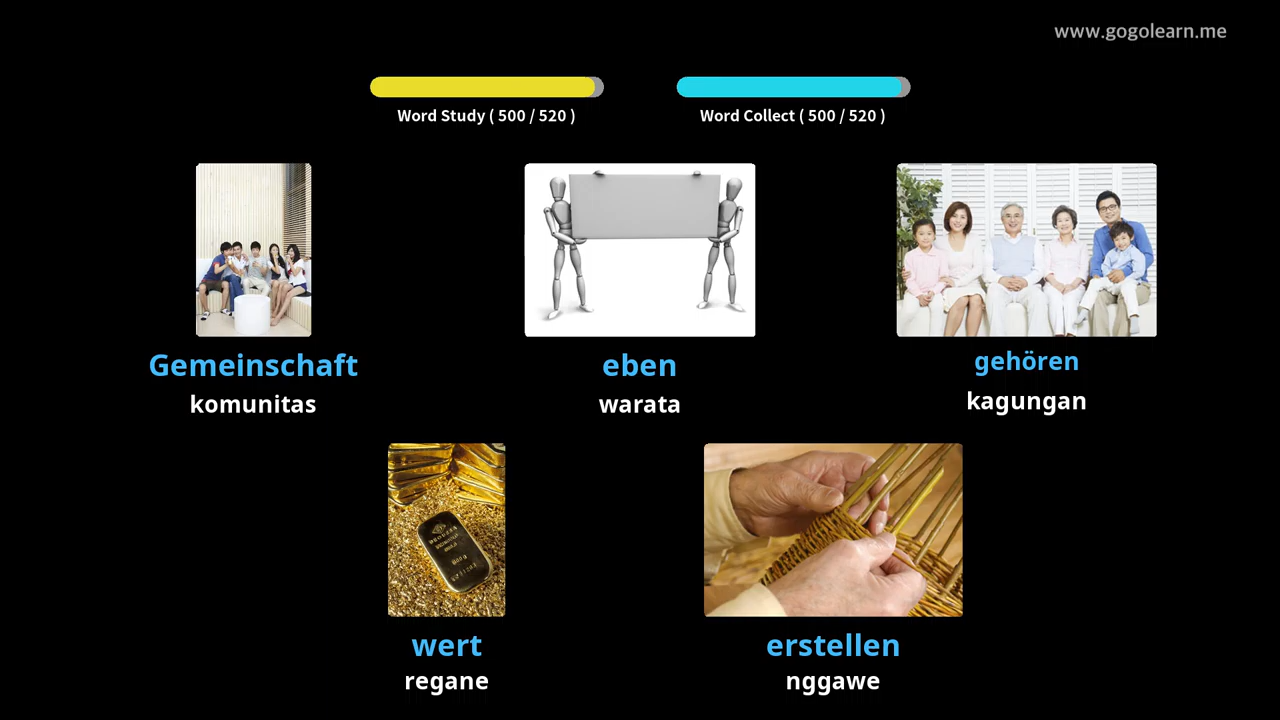 www.gogolearn.me
Word Study ( 500 / 520 )
Word Collect ( 500 / 520 )
Gemeinschaft
komunitas
eben
warata
gehören
kagungan
wert
regane
erstellen
nggawe